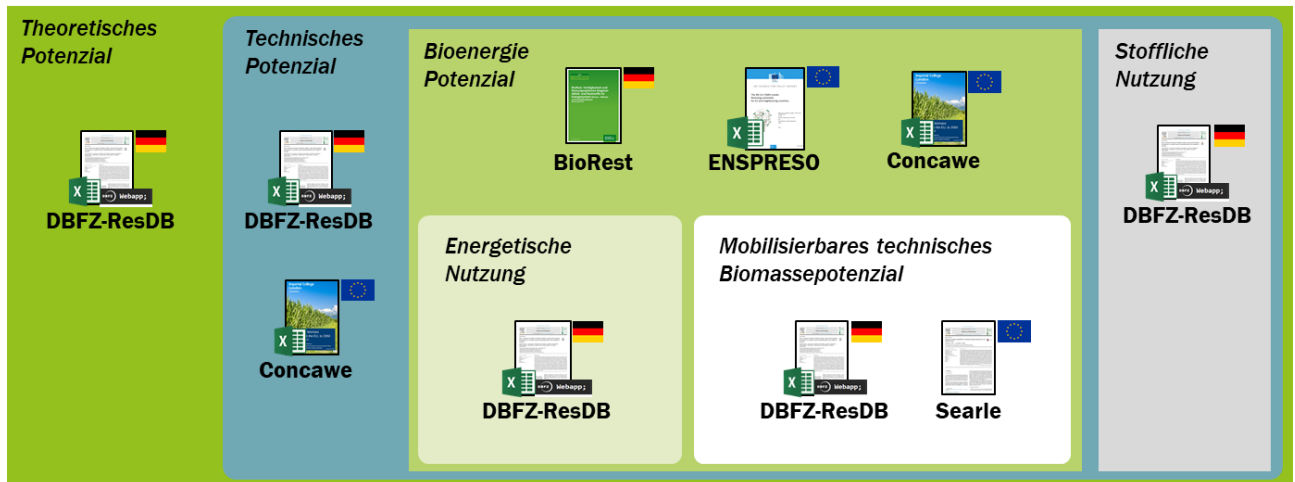 Theoretisches
Potenzial
DBFZ-ResDB
Technisches
Potenzial
DBFZ-ResDB
Concawe
Bioenergie
Potenzial
BioRest
ENSPRESO
Concawe
Energetische
Nutzung
DBFZ-ResDB
Mobilisierbares technisches
Biomassepotenzial
DBFZ-ResDB
Searle
Stoffliche
Nutzung
DBFZ-ResDB
Webapp;
Webapp;
Webapp;
Webapp;
Webapp;